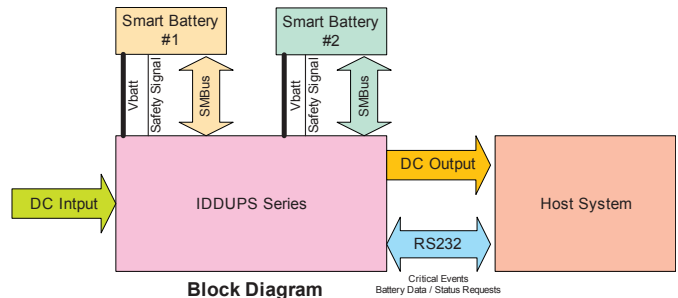 Smart Battery
#1
Smart Battery
#2
Vbatt
Safety Signal
SMBus
Vbatt
Safety Signal
SMBus
DC Intput
IDDUPS Series
DC Output
RS232
Host System
Critical Events
Battery Data / Status Requests
Block Diagram